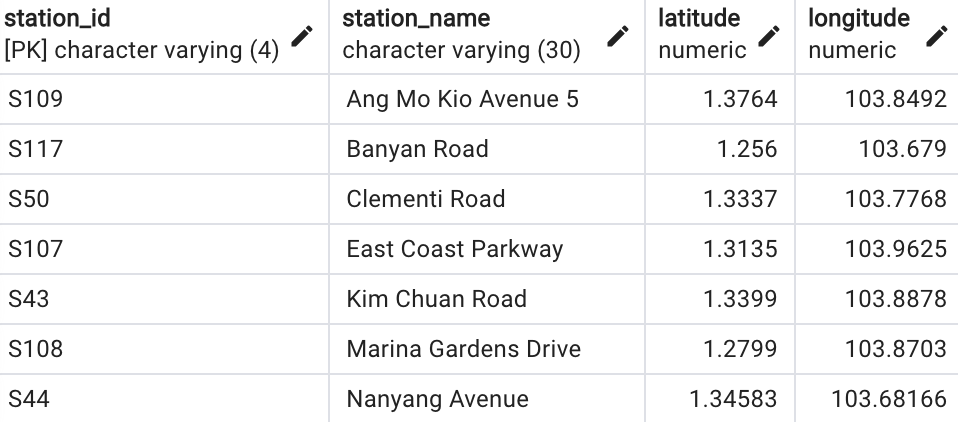 station_id station_name latitude longitude
[PK] character varying (4) character varying (30) numeric numeric
S109 Ang Mo Kio Avenue 5 1.3764 103.8492
S117 Banyan Road 1.256 103.679
S50 Clementi Road 1.3337 103.7768
S107 East Coast Parkway 1.3135 103.9625
S43 Kim Chuan Road 1.3399 103.8878
S108 Marina Gardens Drive 1.2799 103.8703
S44 Nanyang Avenue 1.34583 103.68166